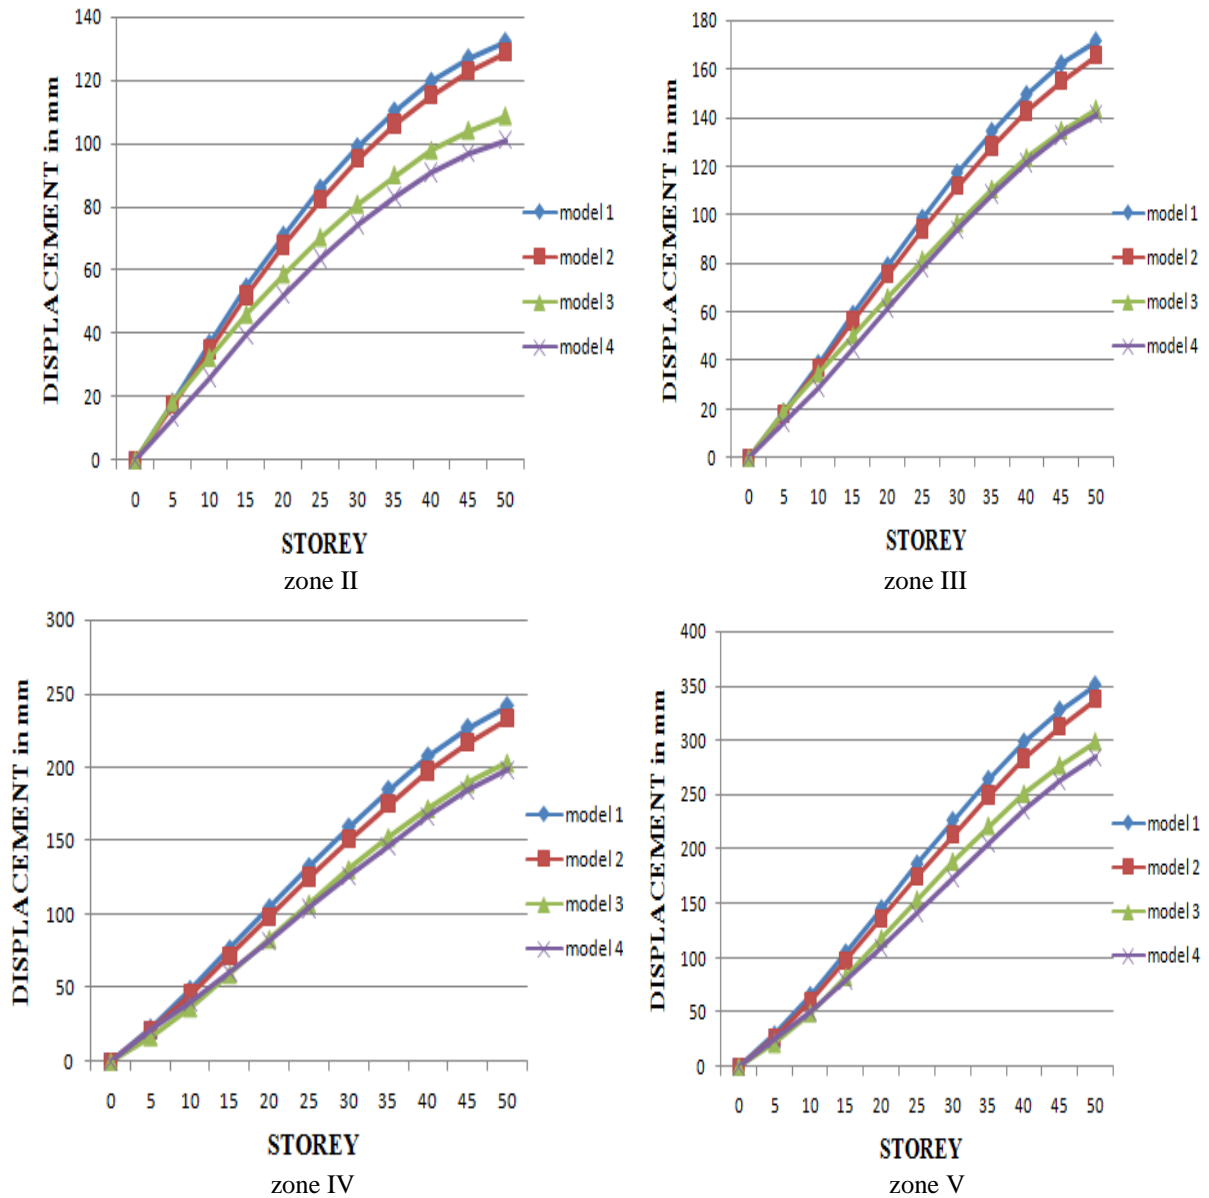 140
120
100
80
60
40
20
0
DISPLACEMENT in mm
0 5 10 15 20 25 30 35 40 45 50
STOREY
model 1
model 2
model 3
model 4
zone II
180
160
140
120
100
80
60
40
20
0
DISPLACEMENT in mm
0 5 10 15 20 25 30 35 40 45 50
STOREY
model 1
model 2
model 3
model 4
zone III
300
250
200
150
100
50
0
DISPLACEMENT in mm
0 5 10 15 20 25 30 35 40 45 50
STOREY
model 1
model 2
model 3
model 4
zone IV
400
350
300
250
200
150
100
50
0
DISPLACEMENT in mm
0 5 10 15 20 25 30 35 40 45 50
STOREY
model 1
model 2
model 3
model 4
zone V